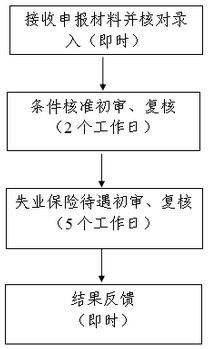 接收申报材料并核对录
入（即时）
条件核准初审、复核
（2个工作日）
失业保险待遇初审、复核
（5个工作日）
结果反馈
（即时）